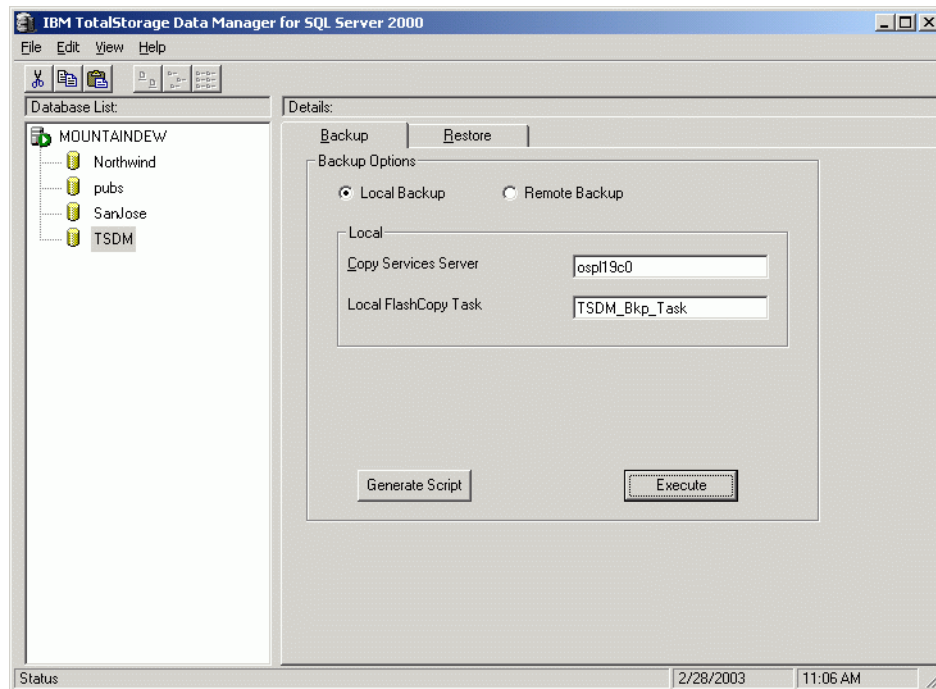 IBM TotalStorage Data Manager for SQL Server 2000
File Edit View Help
Database List:
Details:
MOUNTAINDEW
Northwind
pubs
SanJose
TSDM
Backup Restore
Backup Options
Local Backup Remote Backup
Local
Copy Services Server ospl19c0
Local FlashCopy Task TSDM_Bkp_Task
Generate Script Execute
Status 2/28/2003 11:06 AM